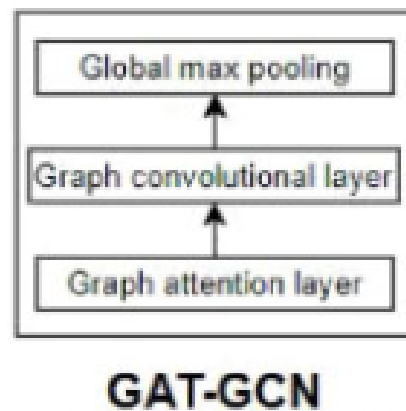 Global max pooling
Graph convolutional layer
Graph attention layer
GAT-GCN